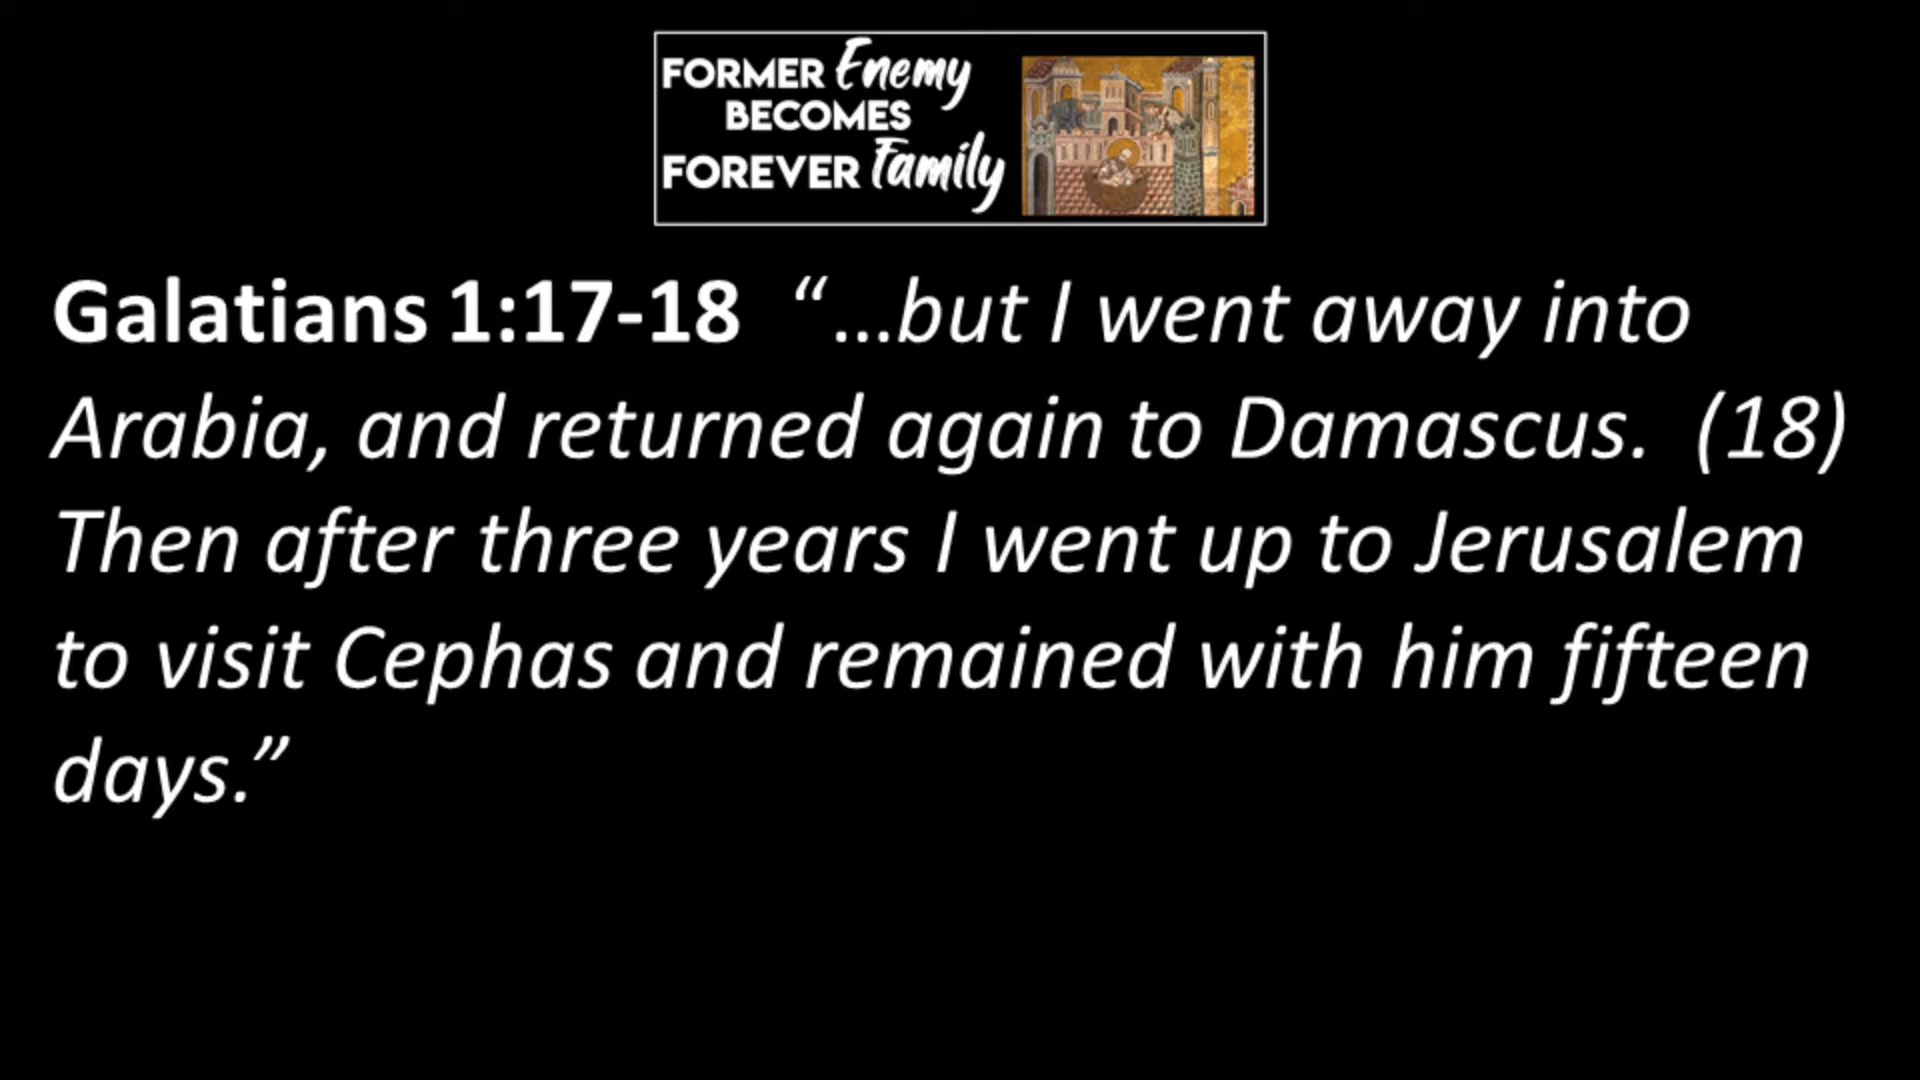 FORMER Enemy
BECOMES
FOREVER Family
Galatians 1:17-18 “...but I went away into
Arabia, and returned again to Damascus. (18)
Then after three years I went up to Jerusalem
to visit Cephas and remained with him fifteen
days.”